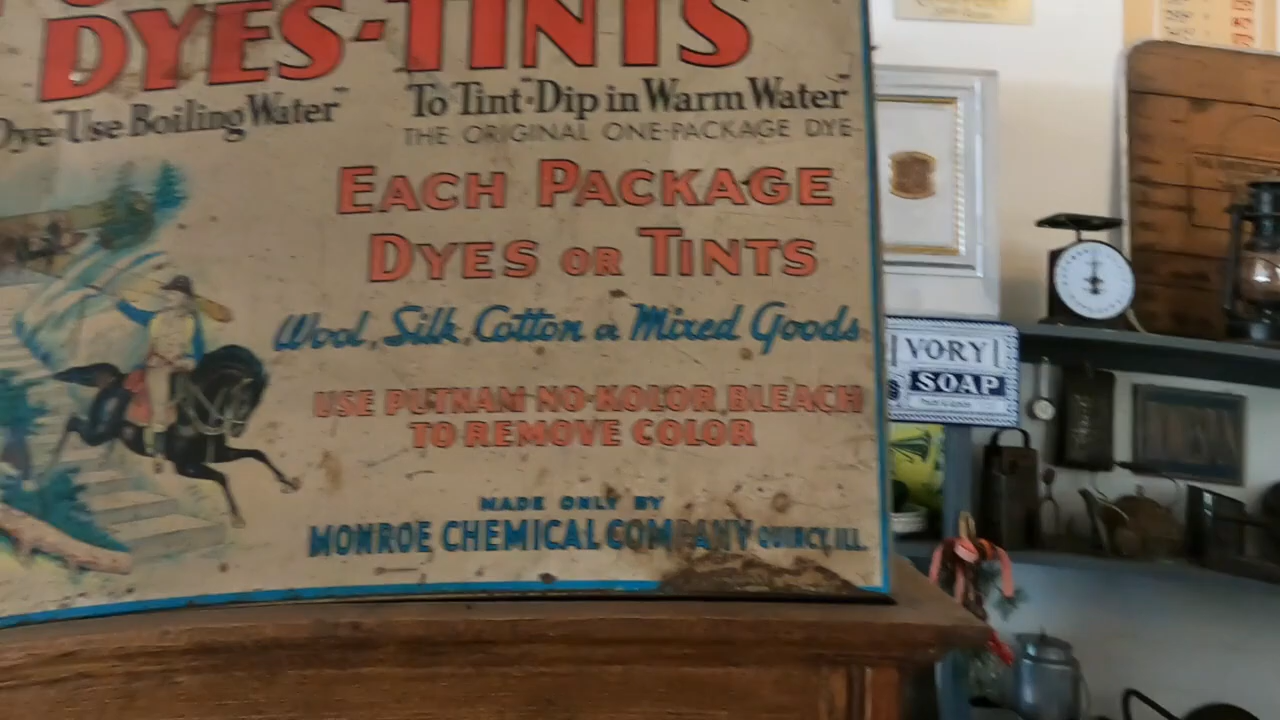 DYES-TINTS
Dye-Use Boiling Water"
To Tint-"Dip in Warm Water"
THE ORIGINAL ONE-PACKAGE DYE-
EACH PACKAGE
DYES OR TINTS
Wool, Silk, Cotton or Mixed Goods
USE PUTNAM NO-KOLOR BLEACH
TO REMOVE COLOR
MADE ONLY BY
MONROE CHEMICAL COMPANY QUINCY, ILL.
VORY
SOAP